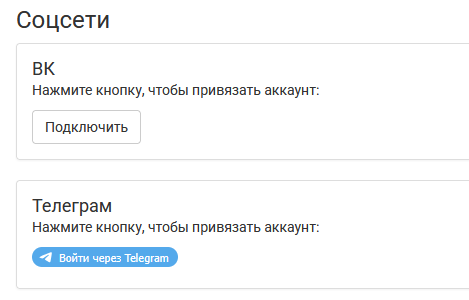 Соцсети
ВК
Нажмите кнопку, чтобы привязать аккаунт:
Подключить
Телеграм
Нажмите кнопку, чтобы привязать аккаунт:
Войти через Telegram